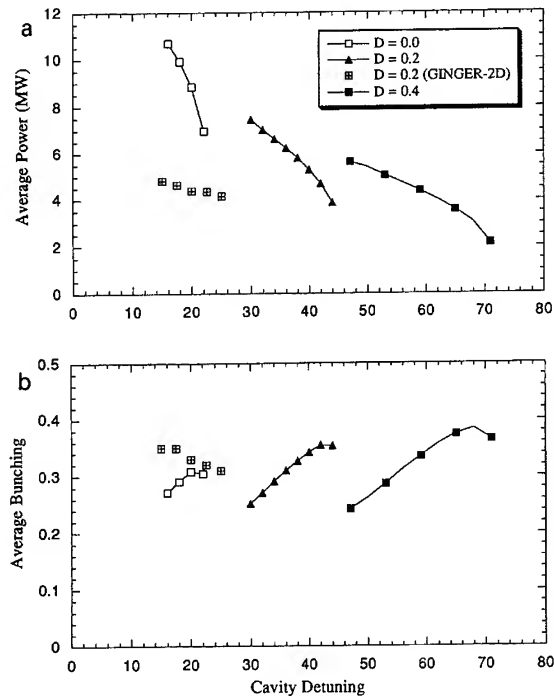 a
12
10
8
6
4
2
0
Average Power (MW)
D = 0.0
D = 0.2
D = 0.2 (GINGER-2D)
D = 0.4
0 10 20 30 40 50 60 70 80
b
0.5
0.4
0.3
0.2
0.1
0
Average Bunching
0 10 20 30 40 50 60 70 80
Cavity Detuning